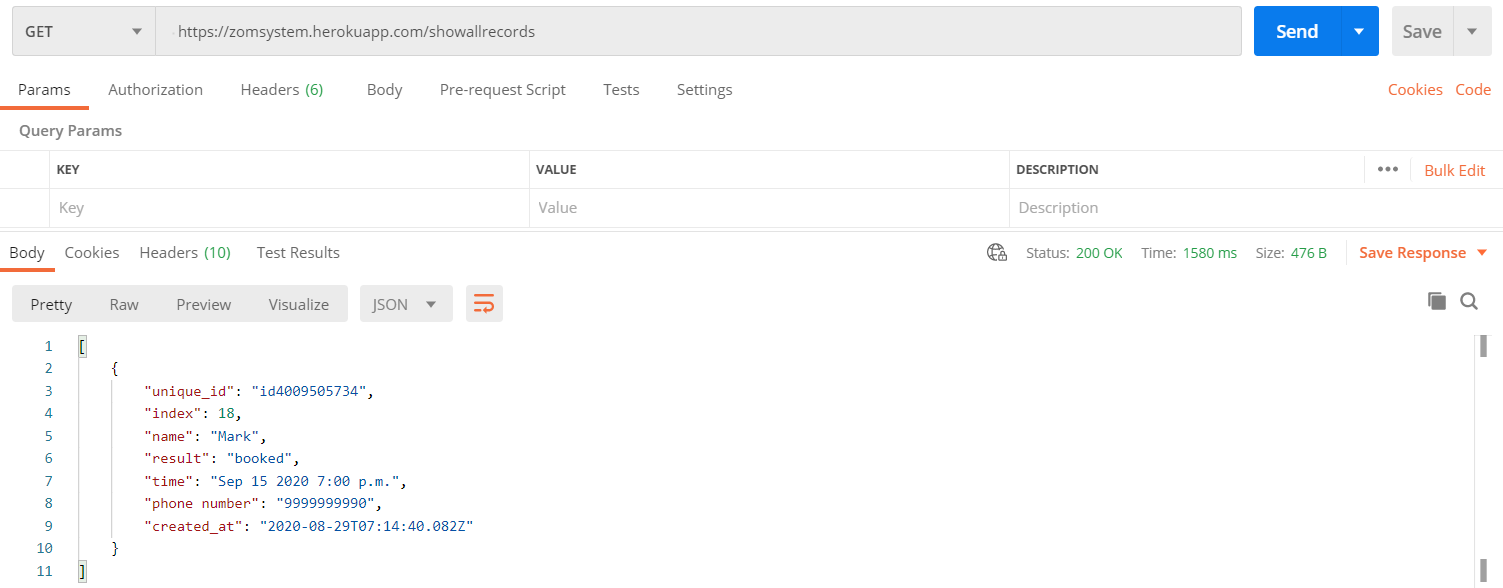 GET https://zomsystem.herokuapp.com/showallrecords Send Save
Params Authorization Headers (6) Body Pre-request Script Tests Settings Cookies Code
Query Params
KEY VALUE DESCRIPTION ••• Bulk Edit
Key Value Description
Body Cookies Headers (10) Test Results Status: 200 OK Time: 1580 ms Size: 476 B Save Response
Pretty Raw Preview Visualize JSON
1 [
2 {
3 "unique_id": "id4009505734",
4 "index": 18,
5 "name": "Mark",
6 "result": "booked",
7 "time": "Sep 15 2020 7:00 p.m.",
8 "phone number": "9999999990",
9 "created_at": "2020-08-29T07:14:40.082Z"
10 }
11 ]